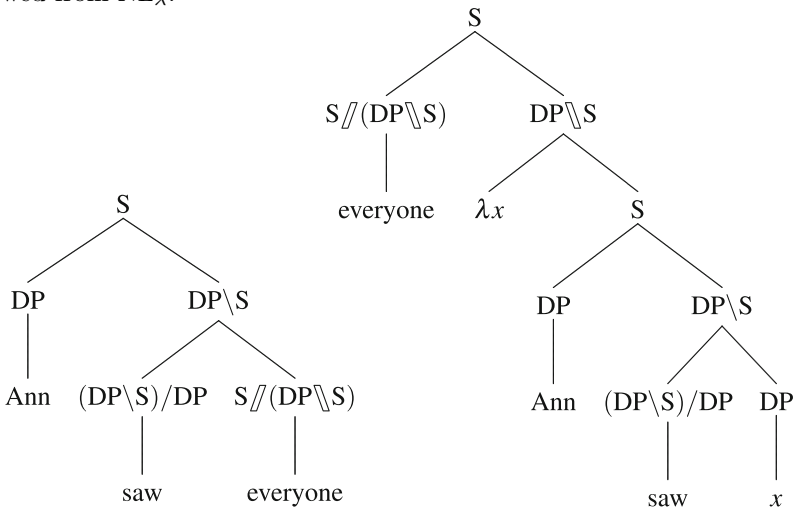 S
S⫽(DP⑊S) DP⑊S
everyone λx
S S
DP DP\S DP DP\S
Ann (DP\S)/DP S⫽(DP⑊S) Ann (DP\S)/DP DP
saw everyone saw x